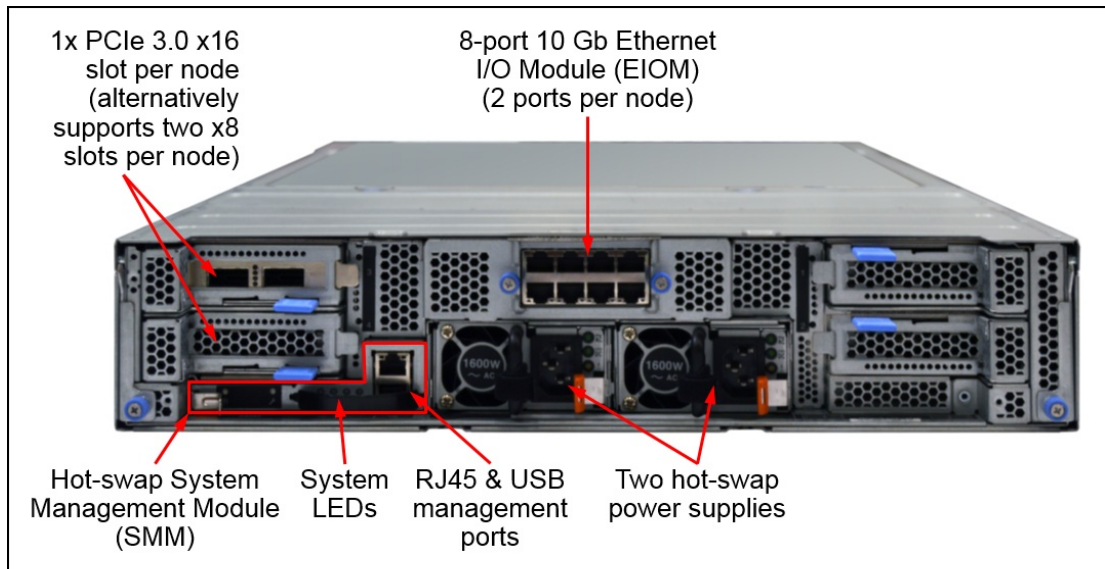 1x PCIe 3.0 x16
slot per node
(alternatively
supports two x8
slots per node)
8-port 10 Gb Ethernet
I/O Module (EIOM)
(2 ports per node)
1600W
~ AC
1600W
~ AC
Hot-swap System
Management Module
(SMM)
System
LEDs
RJ45 & USB
management
ports
Two hot-swap
power supplies